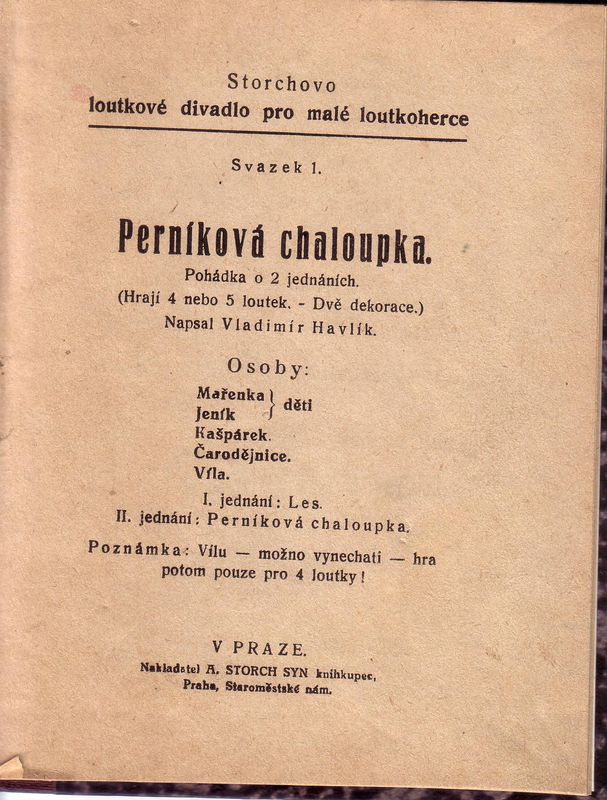 Storchovo
loutkové divadlo pro malé loutkoherce
Svazek 1.
Perníková chaloupka.
Pohádka o 2 jednáních.
(Hrají 4 nebo 5 loutek. - Dvě dekorace.)
Napsal Vladimír Havlík.
Osoby:
Mařenka } děti
Jeník
Kašpárek.
Čarodějnice.
Víla.
I. jednání: Les.
II. jednání: Perníková chaloupka.
Poznámka: Vílu — možno vynechati — hra
potom pouze pro 4 loutky!
V PRAZE.
Nakladatel A. STORCH SYN knihkupec,
Praha, Staroměstské nám.